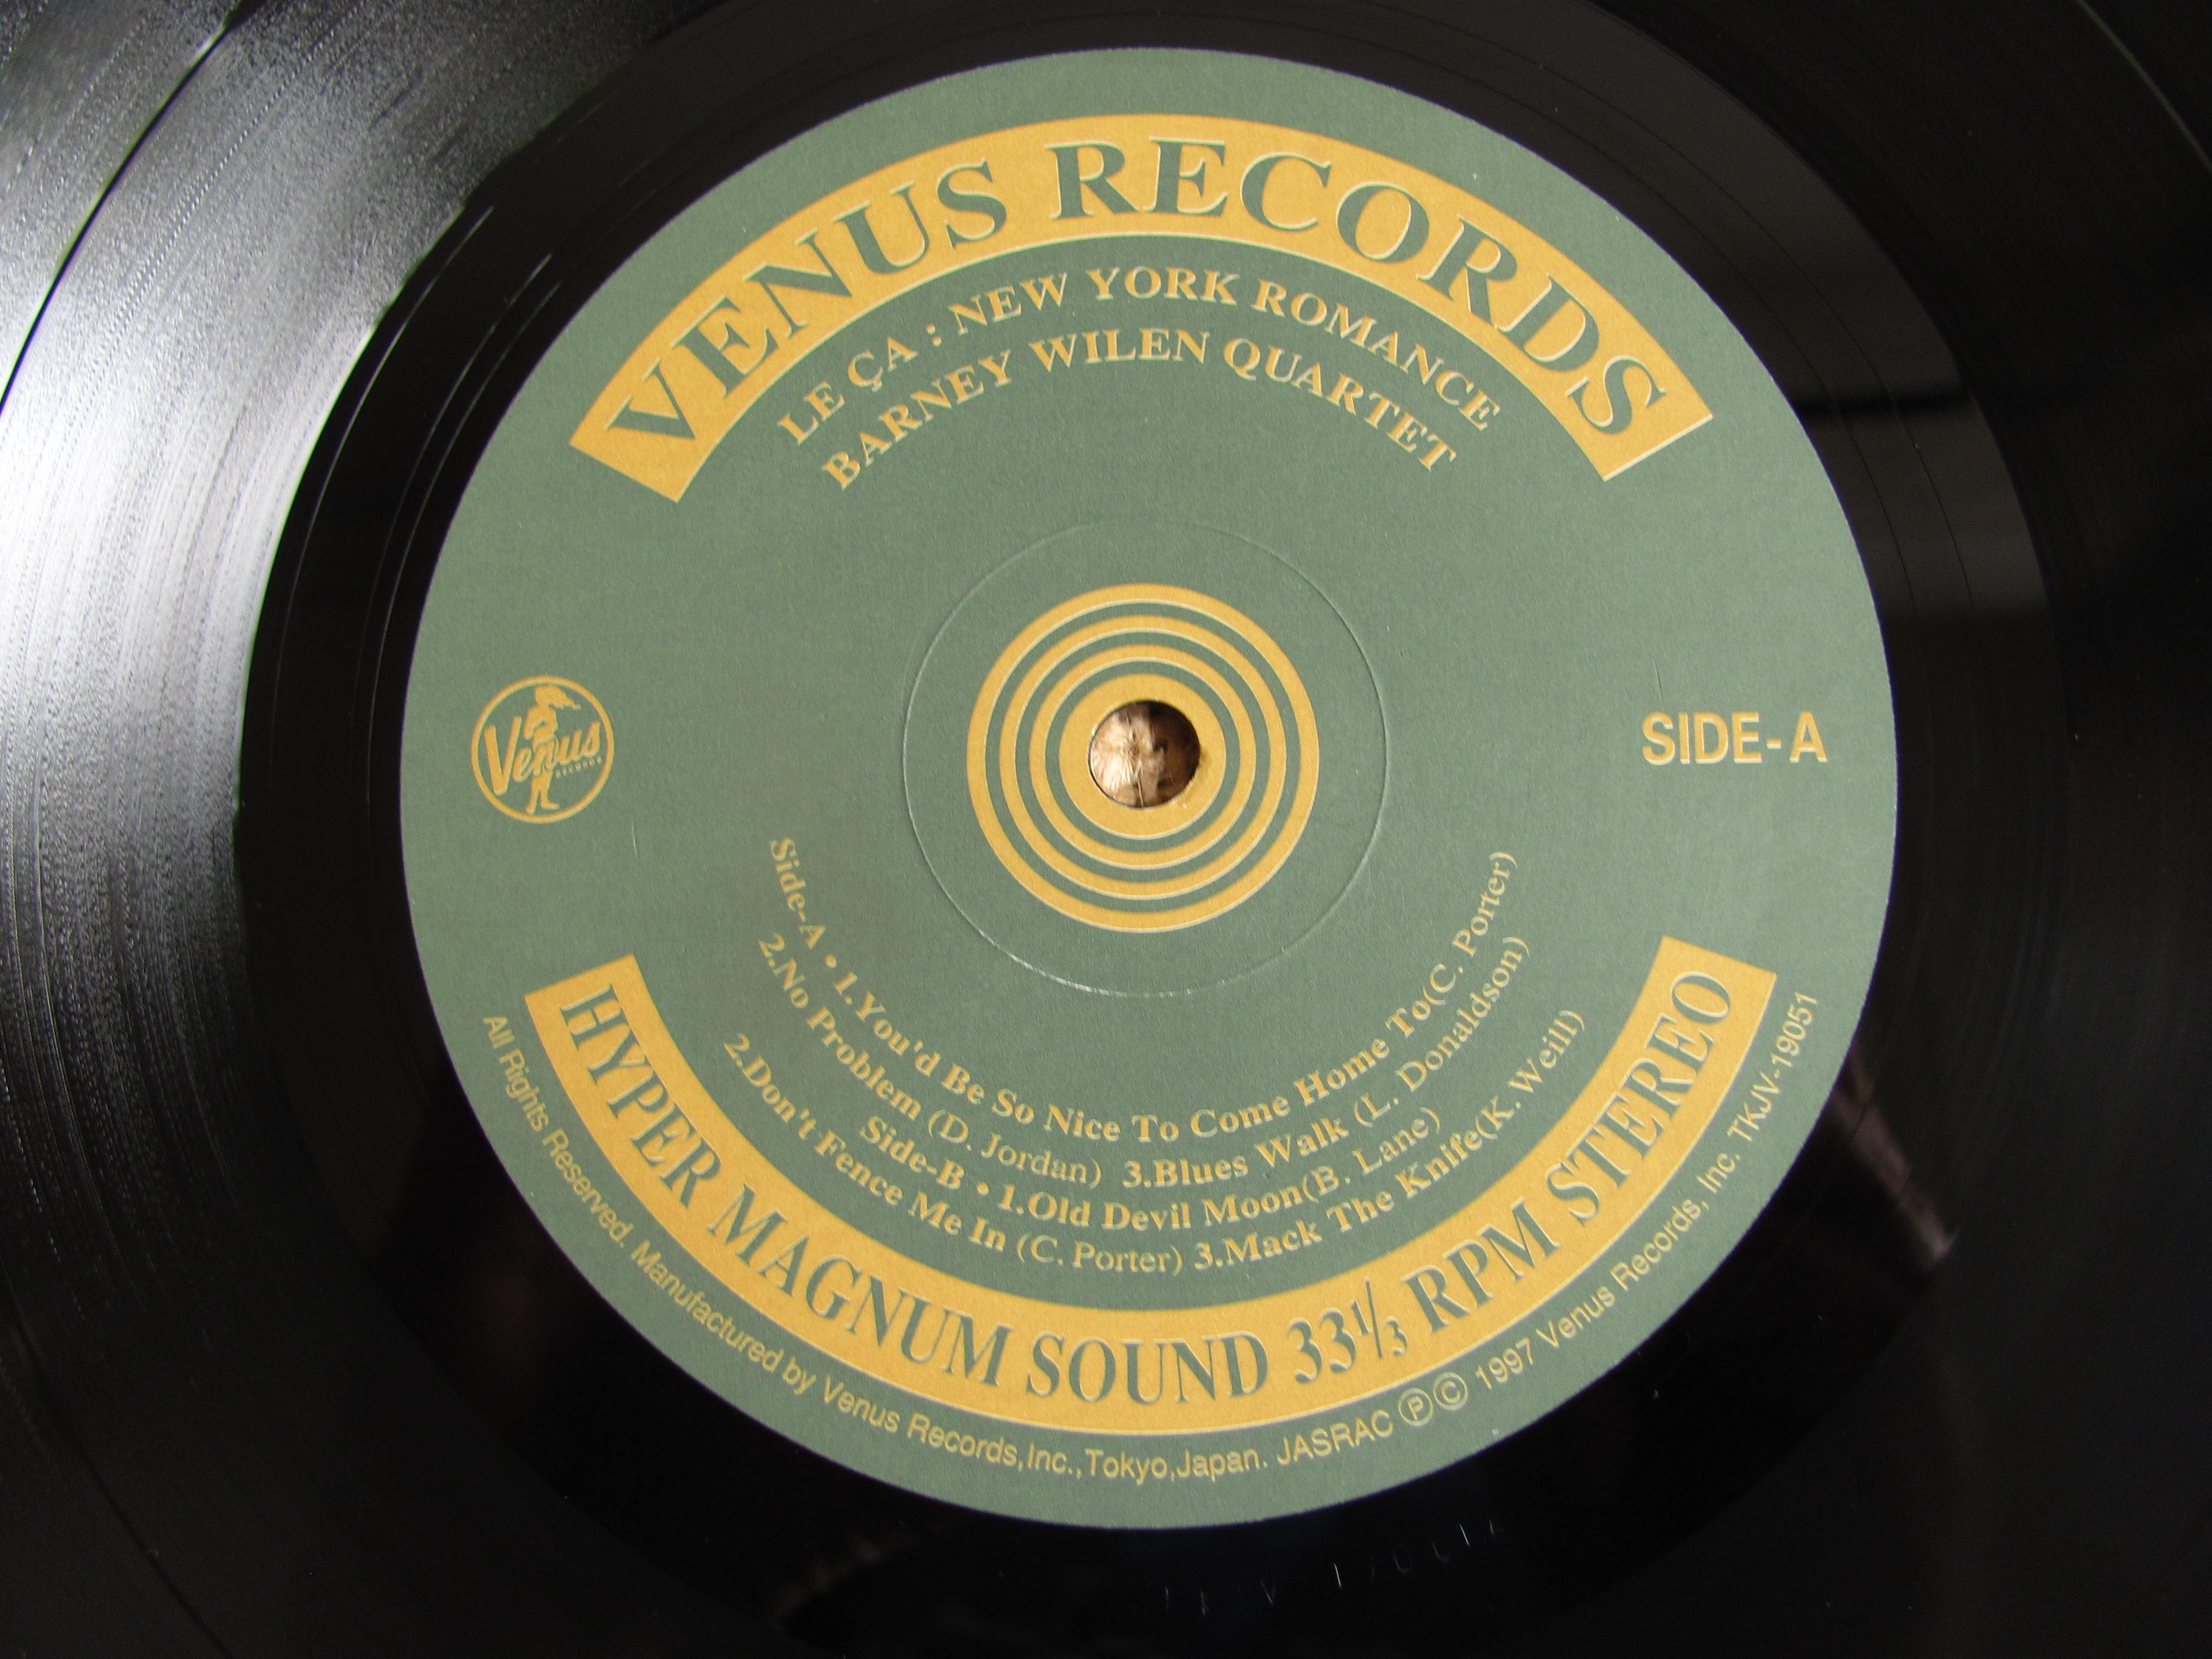 VENUS RECORDS
LE ÇA : NEW YORK ROMANCE
BARNEY WILEN QUARTET
Venus
RECORDS
SIDE-A
Side-A • 1.You'd Be So Nice To Come Home To(C. Porter)
2.No Problem (D. Jordan) 3.Blues Walk (L. Donaldson)
Side-B • 1.Old Devil Moon(B. Lane)
2.Don't Fence Me In (C. Porter) 3.Mack The Knife(K. Weill)
HYPER MAGNUM SOUND 33⅓ RPM STEREO
All Rights Reserved. Manufactured by Venus Records,Inc.,Tokyo,Japan. JASRAC ⓅⒸ 1997 Venus Records, Inc. TKJV-19051